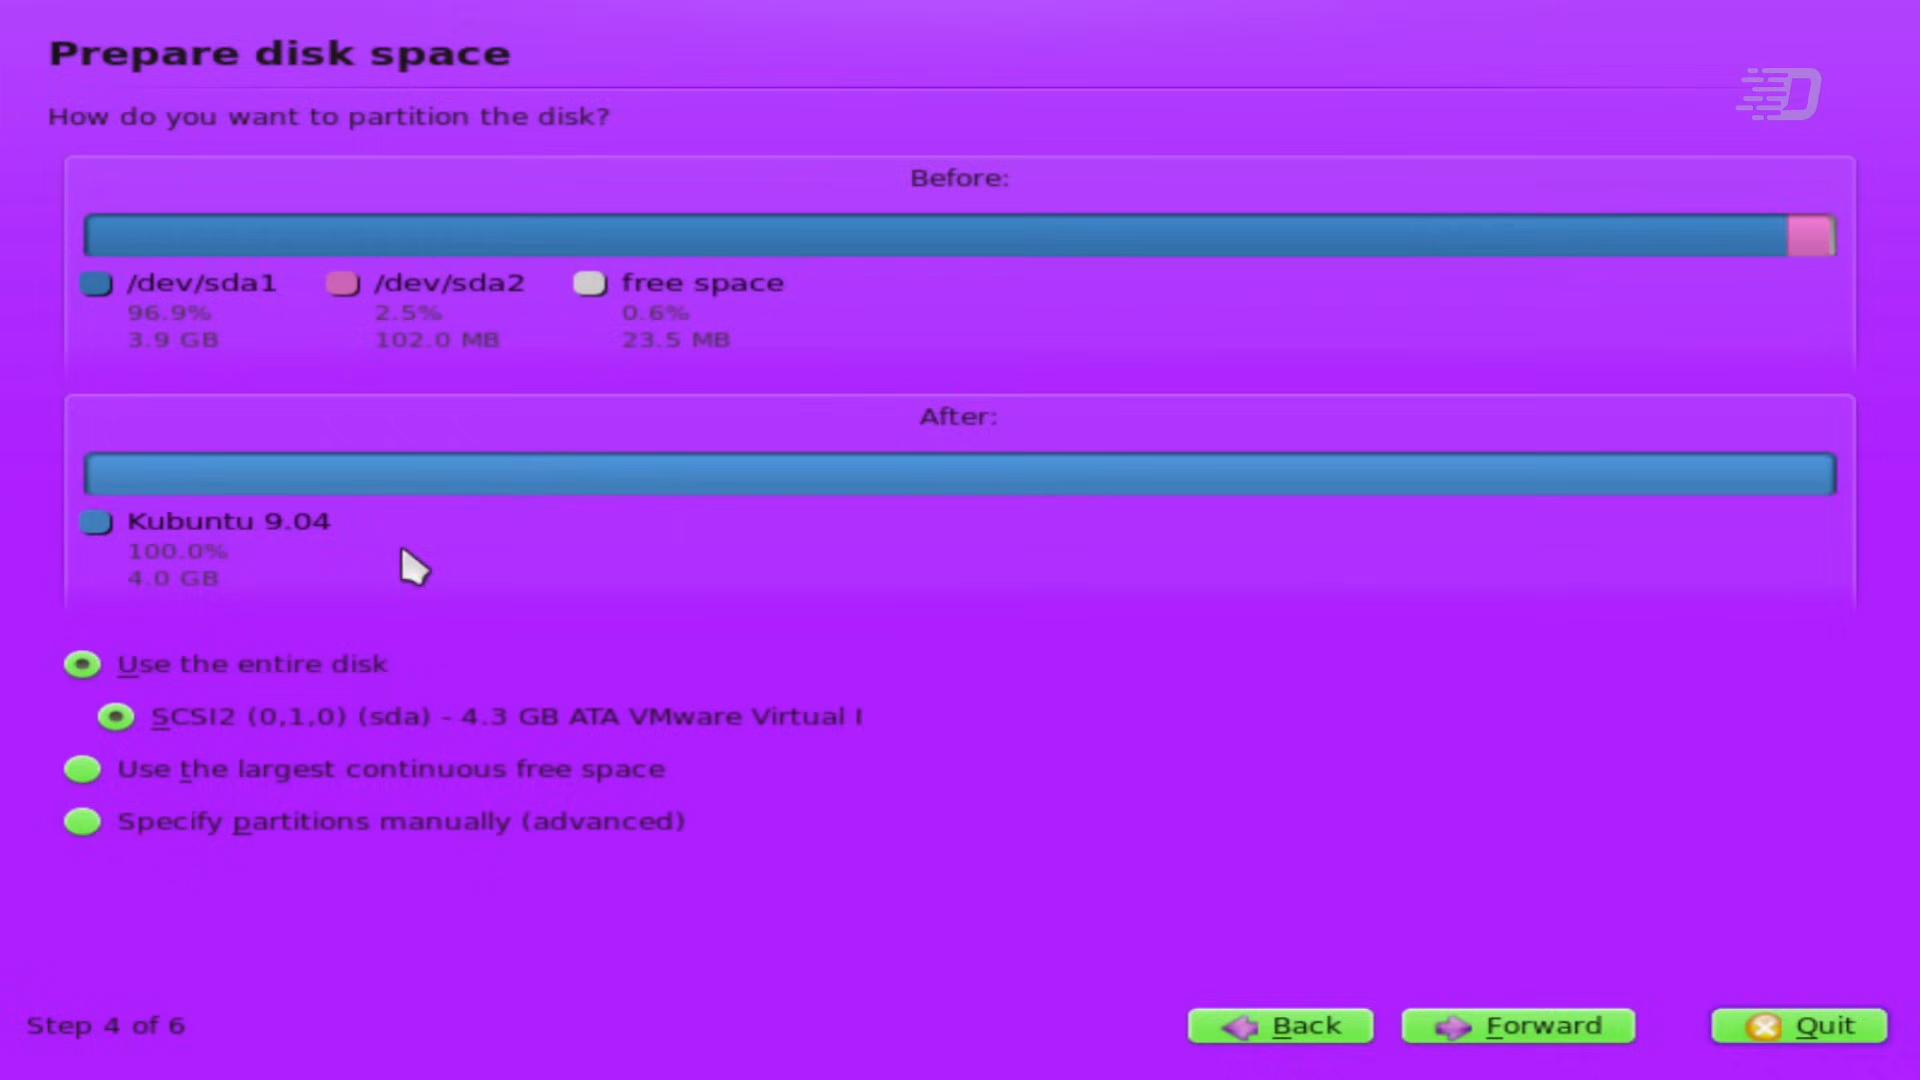 Prepare disk space
How do you want to partition the disk?
Before:
/dev/sda1 /dev/sda2 free space
96.9% 2.5% 0.6%
3.9 GB 102.0 MB 23.5 MB
After:
Kubuntu 9.04
100.0%
4.0 GB
Use the entire disk
SCSI2 (0,1,0) (sda) - 4.3 GB ATA VMware Virtual I
Use the largest continuous free space
Specify partitions manually (advanced)
Step 4 of 6 Back Forward Quit
D